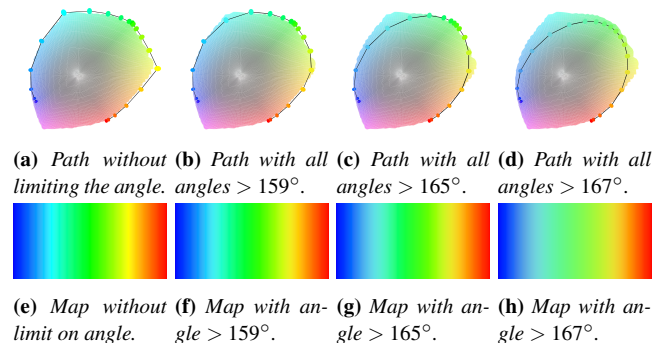 (a) Path without limiting the angle.
(b) Path with all angles > 159°.
(c) Path with all angles > 165°.
(d) Path with all angles > 167°.
(e) Map without limit on angle.
(f) Map with an-gle > 159°.
(g) Map with an-gle > 165°.
(h) Map with an-gle > 167°.